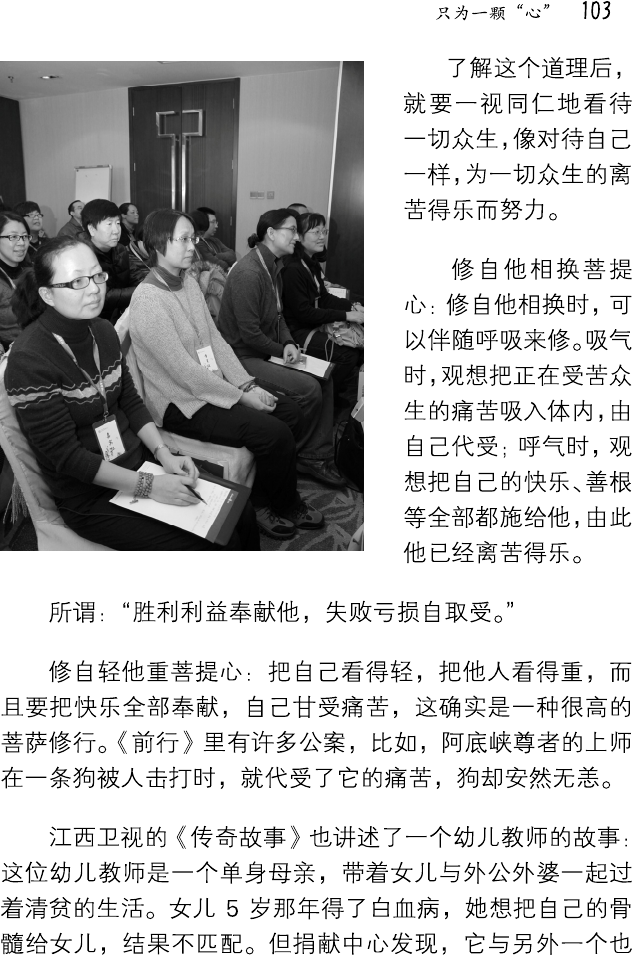 只为一颗“心” 103
了解这个道理后，
就要一视同仁地看待
一切众生，像对待自己
一样，为一切众生的离
苦得乐而努力。
修自他相换菩提
心：修自他相换时，可
以伴随呼吸来修。吸气
时，观想把正在受苦众
生的痛苦吸入体内，由
自己代受；呼气时，观
想把自己的快乐、善根
等全部都施给他，由此
他已经离苦得乐。
所谓：“胜利利益奉献他，失败亏损自取受。”
修自轻他重菩提心：把自己看得轻，把他人看得重，而
且要把快乐全部奉献，自己甘受痛苦，这确实是一种很高的
菩萨修行。《前行》里有许多公案，比如，阿底峡尊者的上师
在一条狗被人击打时，就代受了它的痛苦，狗却安然无恙。
江西卫视的《传奇故事》也讲述了一个幼儿教师的故事：
这位幼儿教师是一个单身母亲，带着女儿与外公外婆一起过
着清贫的生活。女儿 5 岁那年得了白血病，她想把自己的骨
髓给女儿，结果不匹配。但捐献中心发现，它与另外一个也